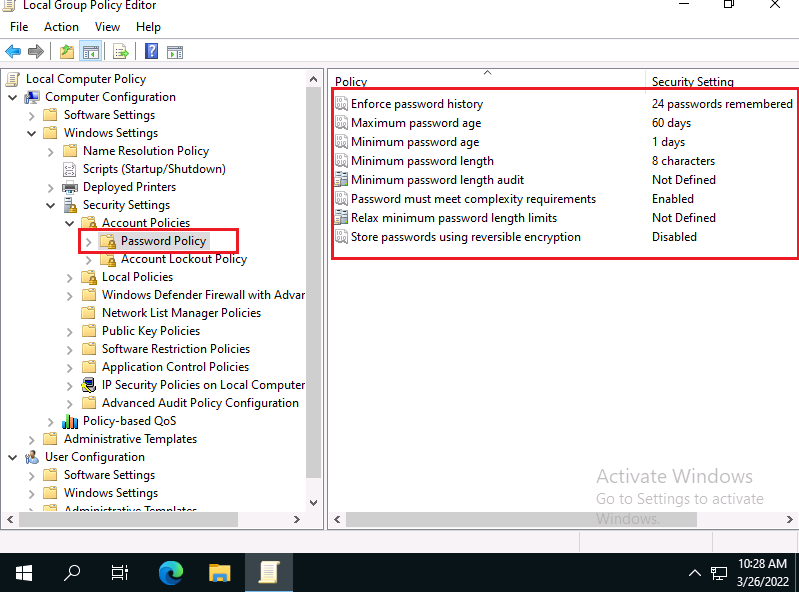 Local Group Policy Editor
File Action View Help
Local Computer Policy
Computer Configuration
Software Settings
Windows Settings
Name Resolution Policy
Scripts (Startup/Shutdown)
Deployed Printers
Security Settings
Account Policies
Password Policy
Account Lockout Policy
Local Policies
Windows Defender Firewall with Advan
Network List Manager Policies
Public Key Policies
Software Restriction Policies
Application Control Policies
IP Security Policies on Local Computer
Advanced Audit Policy Configuration
Policy-based QoS
Administrative Templates
User Configuration
Software Settings
Windows Settings
Administrative Templates
Policy Security Setting
Enforce password history 24 passwords remembered
Maximum password age 60 days
Minimum password age 1 days
Minimum password length 8 characters
Minimum password length audit Not Defined
Password must meet complexity requirements Enabled
Relax minimum password length limits Not Defined
Store passwords using reversible encryption Disabled
Activate Windows
Go to Settings to activate
Windows.
10:28 AM
3/26/2022